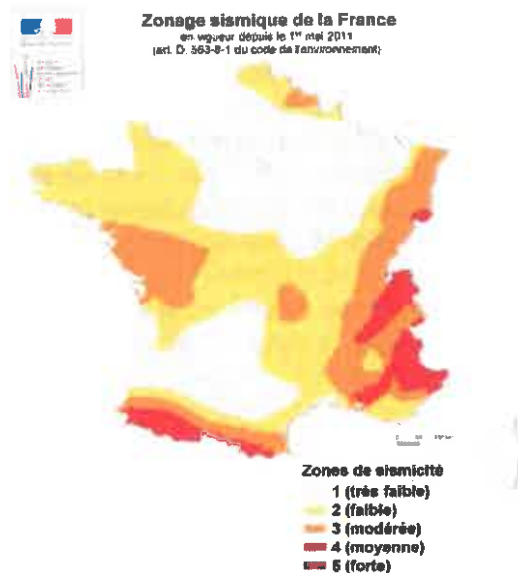 Zonage sismique de la France
en vigueur depuis le 1er mai 2011
(art. D. 563-8-1 du code de l'environnement)
Zones de sismicité
1 (très faible)
2 (faible)
3 (modérée)
4 (moyenne)
5 (forte)